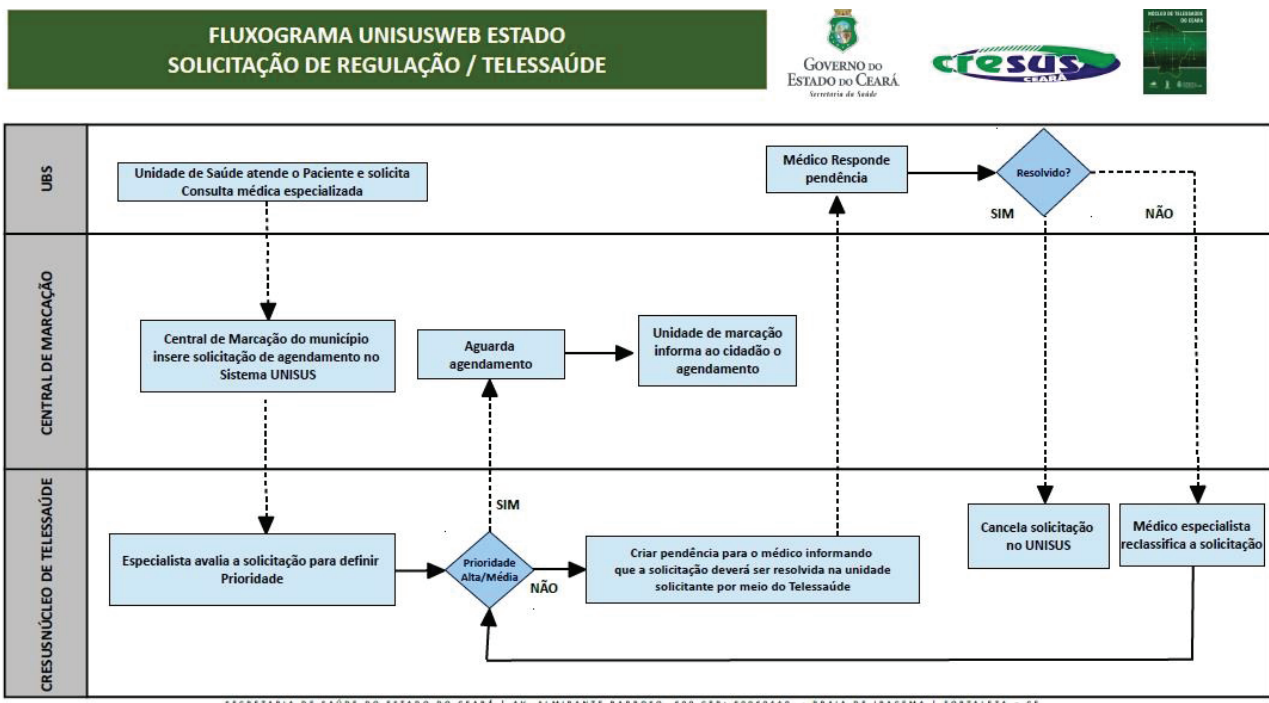 FLUXOGRAMA UNISUSWEB ESTADO
SOLICITAÇÃO DE REGULAÇÃO / TELESSAÚDE
GOVERNO DO
ESTADO DO CEARÁ
Secretaria da Saúde
cresus
CEARÁ
NÚCLEO DE TELESSAÚDE
DO CEARÁ
UBS
Unidade de Saúde atende o Paciente e solicita
Consulta médica especializada
Médico Responde
pendência
Resolvido?
SIM
NÃO
CENTRAL DE MARCAÇÃO
Central de Marcação do município
insere solicitação de agendamento no
Sistema UNISUS
Aguarda
agendamento
Unidade de marcação
informa ao cidadão o
agendamento
CRESUSNÚCLEO DE TELESSAÚDE
Especialista avalia a solicitação para definir
Prioridade
Prioridade
Alta/Média
SIM
NÃO
Criar pendência para o médico informando
que a solicitação deverá ser resolvida na unidade
solicitante por meio do Telessaúde
Cancela solicitação
no UNISUS
Médico especialista
reclassifica a solicitação